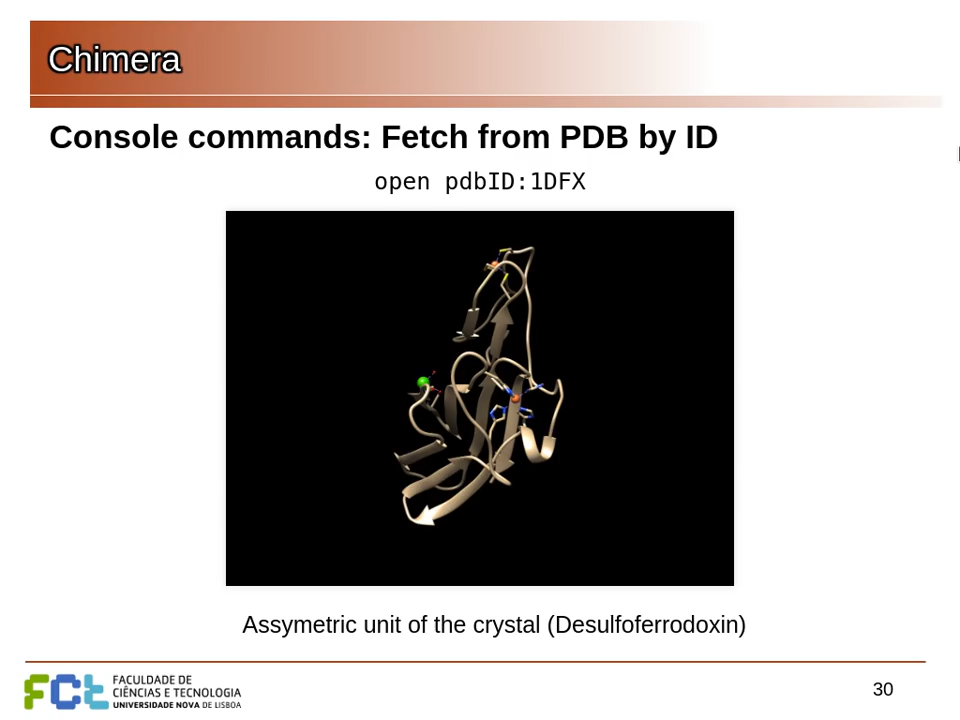 Chimera
Console commands: Fetch from PDB by ID
open pdbID:1DFX
Assymetric unit of the crystal (Desulfoferrodoxin)
FCt
FACULDADE DE
CIÊNCIAS E TECNOLOGIA
UNIVERSIDADE NOVA DE LISBOA
30